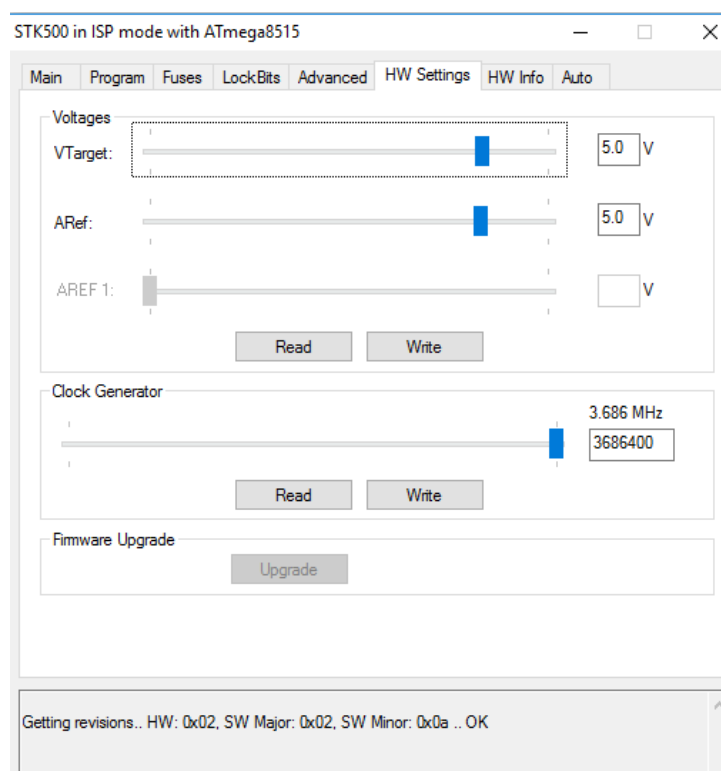 STK500 in ISP mode with ATmega8515
Main Program Fuses LockBits Advanced HW Settings HW Info Auto
Voltages
VTarget: 5.0 V
ARef: 5.0 V
AREF 1: V
Read Write
Clock Generator
3.686 MHz
3686400
Read Write
Firmware Upgrade
Upgrade
Getting revisions.. HW: 0x02, SW Major: 0x02, SW Minor: 0x0a .. OK